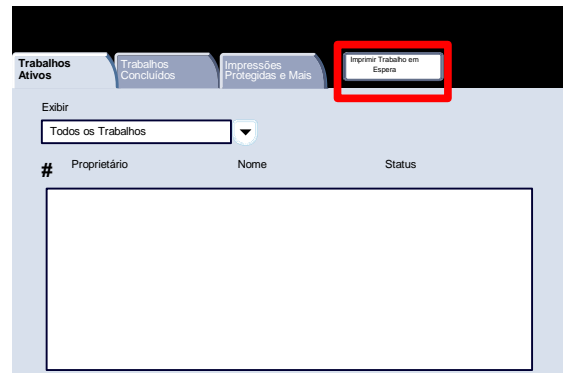 Trabalhos
Ativos
Trabalhos
Concluídos
Impressões
Protegidas e Mais
Imprimir Trabalho em
Espera
Exibir
Todos os Trabalhos
# Proprietário Nome Status